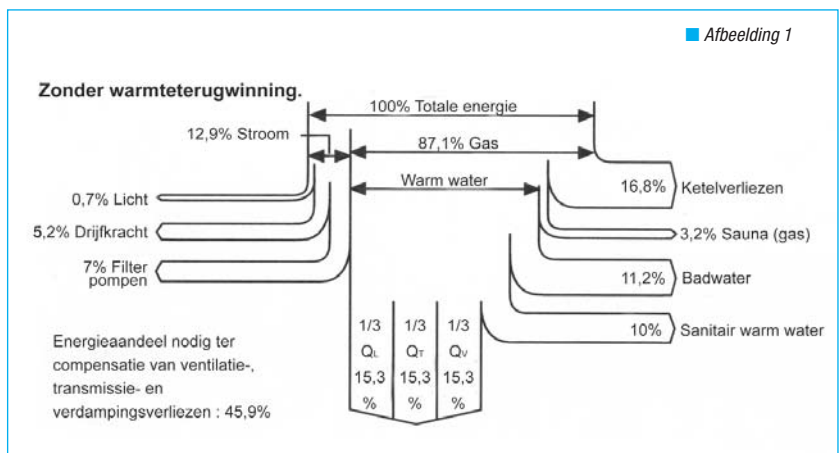 Afbeelding 1
Zonder warmteterugwinning.
100% Totale energie
12,9% Stroom
87,1% Gas
Warm water
16,8% Ketelverliezen
0,7% Licht
5,2% Drijfkracht
3,2% Sauna (gas)
7% Filter
pompen
11,2% Badwater
10% Sanitair warm water
1/3 1/3 1/3
QL QT QV
15,3 15,3 15,3
% % %
Energieaandeel nodig ter
compensatie van ventilatie-,
transmissie- en
verdampingsverliezen : 45,9%